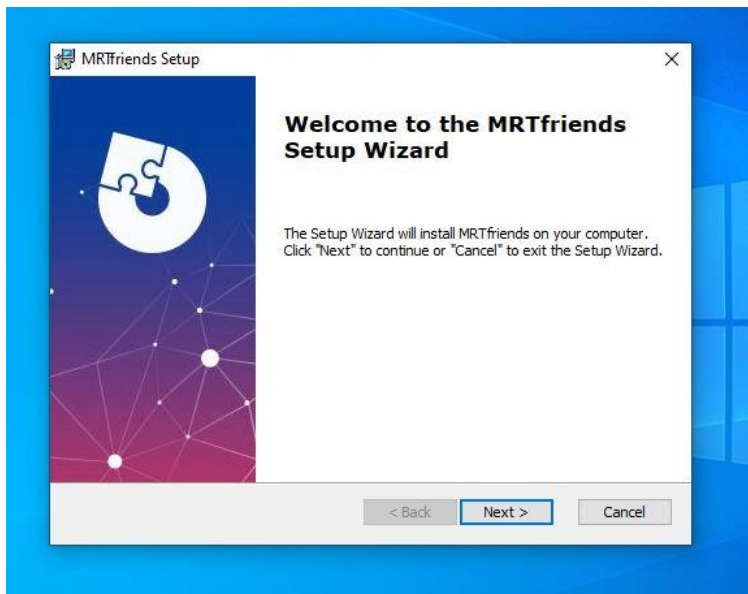 MRTfriends Setup
Welcome to the MRTfriends
Setup Wizard
The Setup Wizard will install MRTfriends on your computer.
Click "Next" to continue or "Cancel" to exit the Setup Wizard.
< Back Next > Cancel